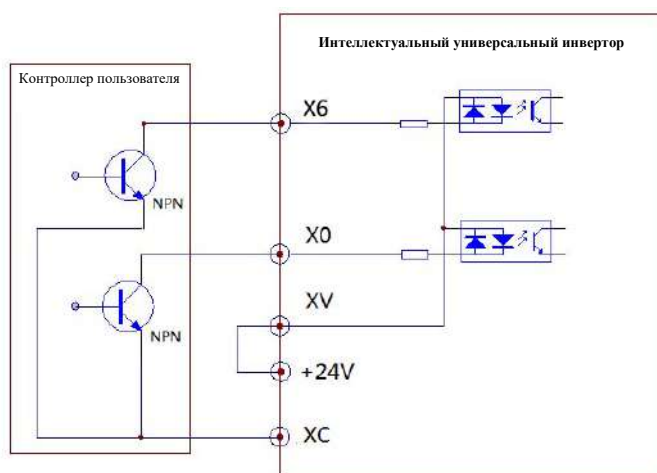 Интеллектуальный универсальный инвертор
Контроллер пользователя
X6
NPN
X0
NPN
XV
+24V
XC